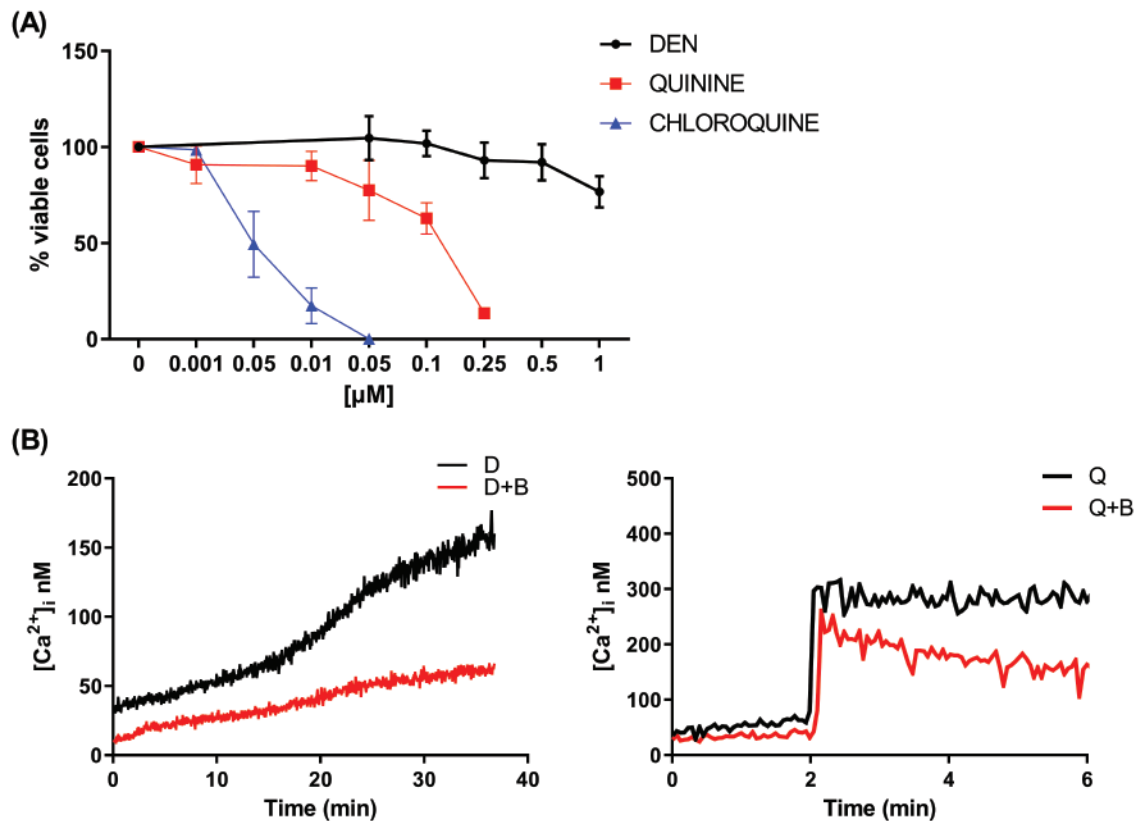 (A)
DEN
QUININE
CHLOROQUINE
% viable cells
150
100
50
0
0 0.001 0.05 0.01 0.05 0.1 0.25 0.5 1
[µM]
(B)
D
D+B
[Ca²⁺]ᵢ nM
200
150
100
50
0
0 10 20 30 40
Time (min)
Q
Q+B
[Ca²⁺]ᵢ nM
500
400
300
200
100
0
0 2 4 6
Time (min)